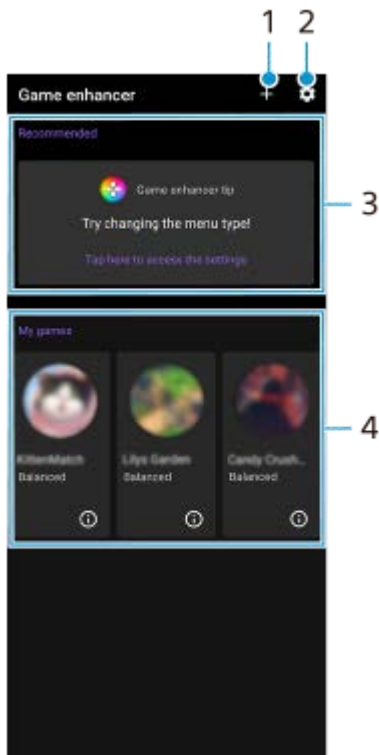 1 2
Game enhancer
Recommended
Game enhancer tip
Try changing the menu type!
Tap here to access the settings
3
My games
KittenMatch Lilys Garden Candy Crush...
Balanced Balanced Balanced
4